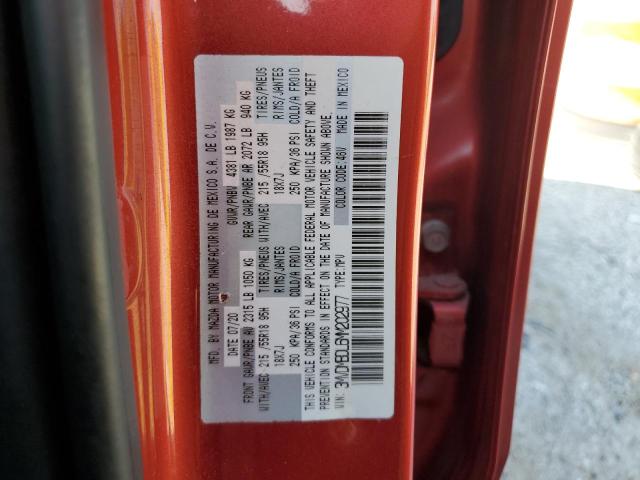 MFD. BY MAZDA MOTOR MANUFACTURING DE MEXICO S.A. DE C.V.
DATE 07/20 GVWR/PNBV 4381 LB 1987 KG
FRONT GAWR/PNBE AV 2315 LB 1050 KG REAR GAWR/PNBE AR 2072 LB 940 KG
TIRES/PNEUS WITH/AVEC 215 /55R18 95H TIRES/PNEUS
WITH/AVEC 215 /55R18 95H RIMS/JANTES
18X7J RIMS/JANTES 18X7J
250 KPA/36 PSI COLD/A FROID 250 KPA/36 PSI COLD/A FROID
THIS VEHICLE CONFORMS TO ALL APPLICABLE FEDERAL MOTOR VEHICLE SAFETY AND THEFT
PREVENTION STANDARDS IN EFFECT ON THE DATE OF MANUFACTURE SHOWN ABOVE.
VIN: 3MVDMBDL6MM202977 TYPE:MPV COLOR CODE:46V MADE IN MEXICO